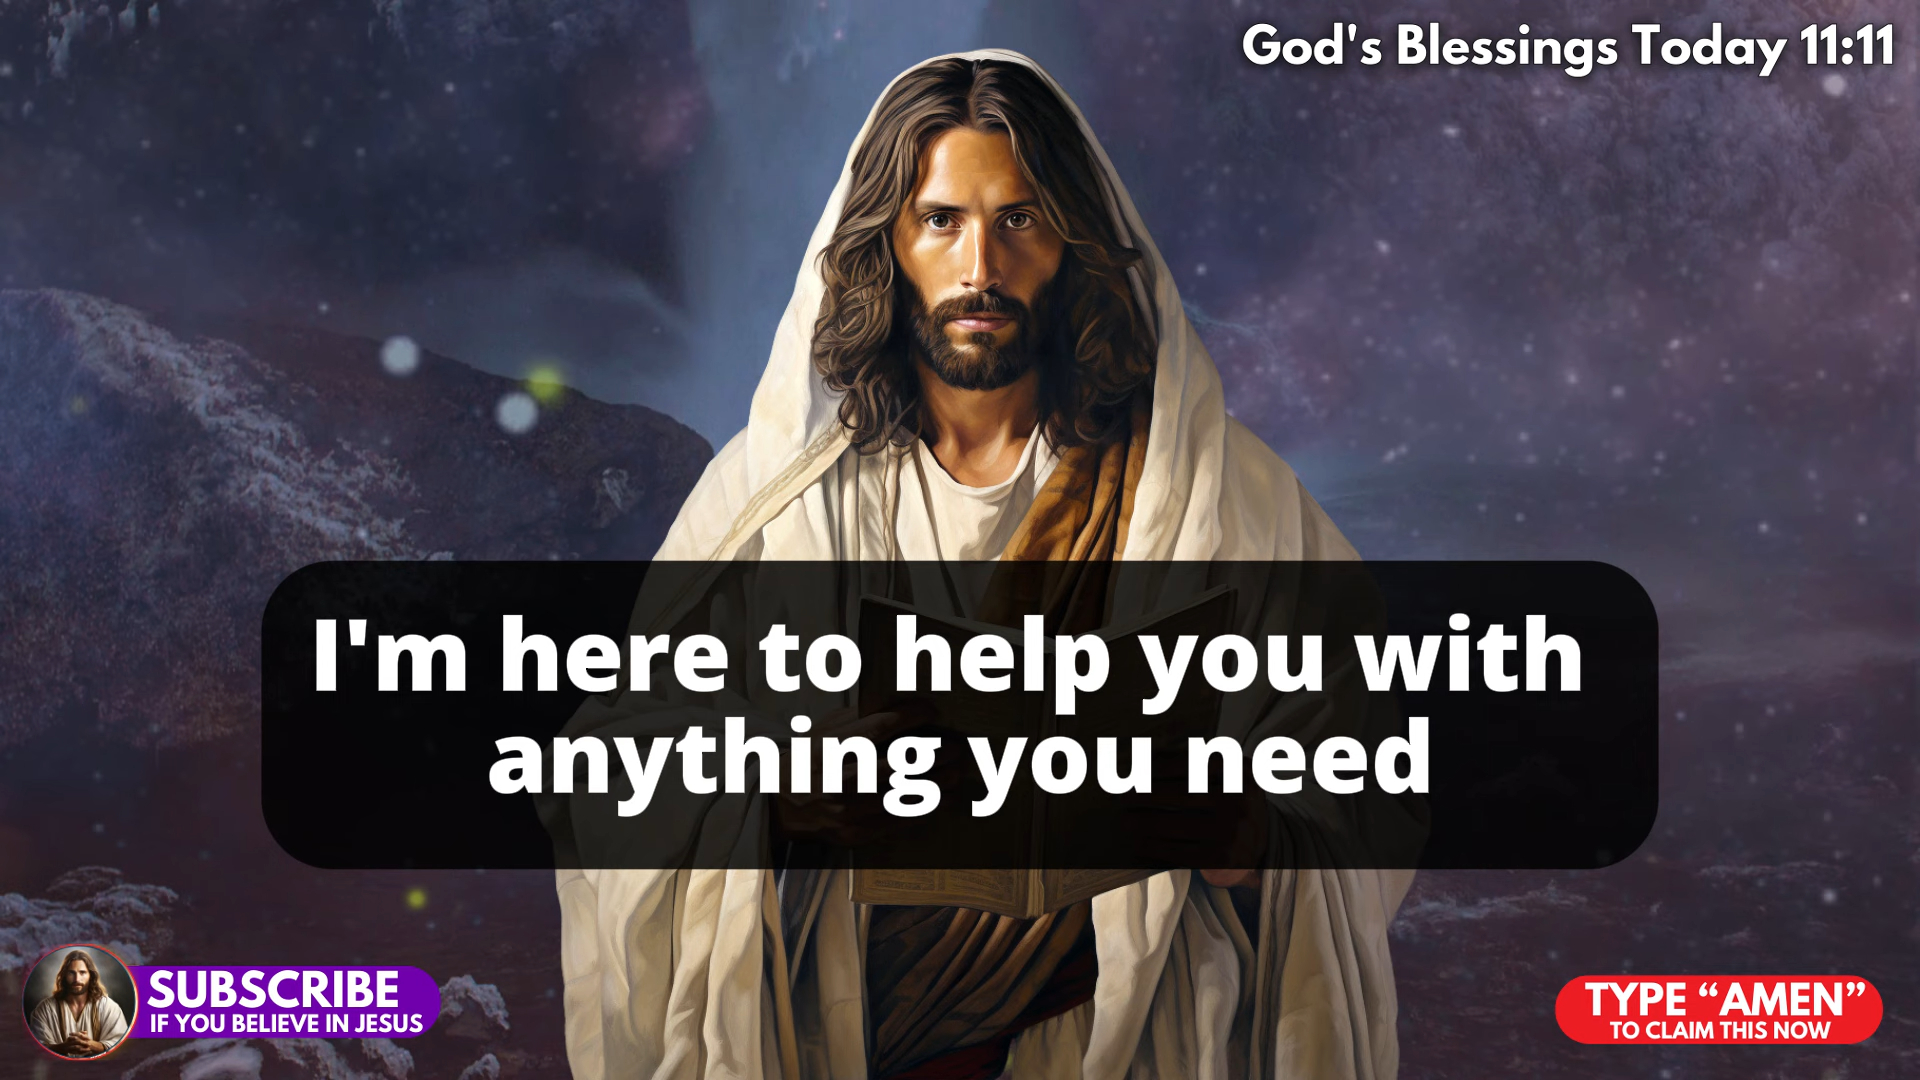 God's Blessings Today 11:11
I'm here to help you with
anything you need
SUBSCRIBE
IF YOU BELIEVE IN JESUS
TYPE “AMEN”
TO CLAIM THIS NOW